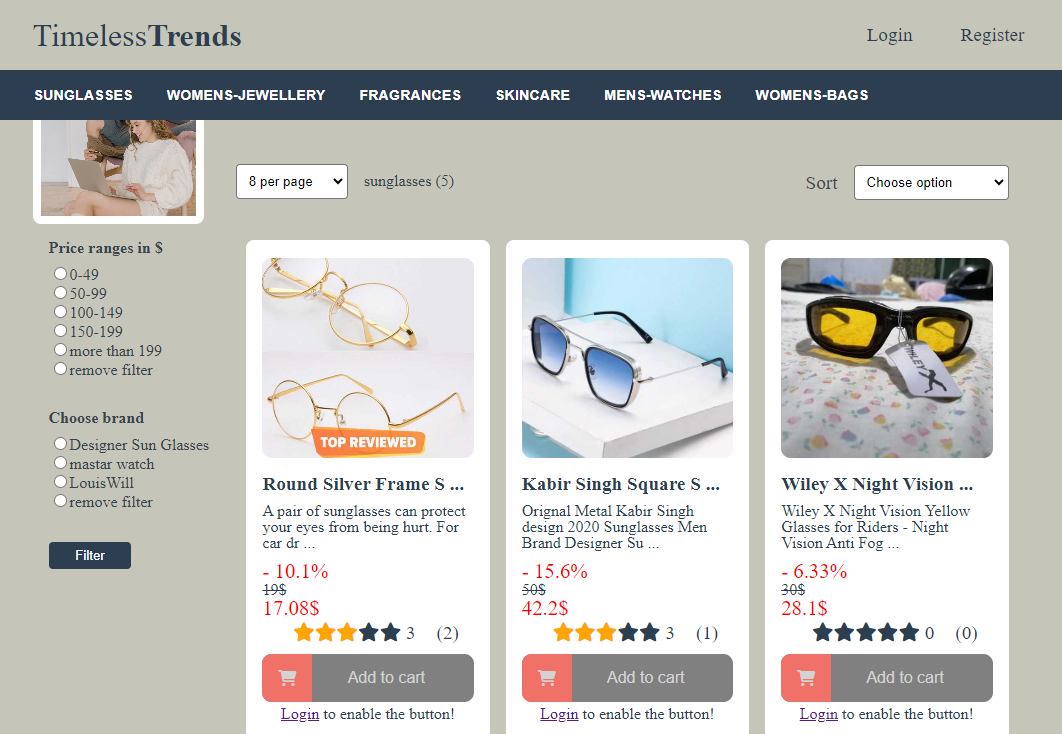 TimelessTrends
Login Register
SUNGLASSES WOMENS-JEWELLERY FRAGRANCES SKINCARE MENS-WATCHES WOMENS-BAGS
8 per page sunglasses (5) Sort Choose option
Price ranges in $
0-49
50-99
100-149
150-199
more than 199
remove filter
Choose brand
Designer Sun Glasses
mastar watch
LouisWill
remove filter
Filter
TOP REVIEWED
Round Silver Frame S ...
A pair of sunglasses can protect
your eyes from being hurt. For
car dr ...
- 10.1%
19$
17.08$
3 (2)
Add to cart
Login to enable the button!
Kabir Singh Square S ...
Orignal Metal Kabir Singh
design 2020 Sunglasses Men
Brand Designer Su ...
- 15.6%
50$
42.2$
3 (1)
Add to cart
Login to enable the button!
Wiley X Night Vision ...
Wiley X Night Vision Yellow
Glasses for Riders - Night
Vision Anti Fog ...
- 6.33%
30$
28.1$
0 (0)
Add to cart
Login to enable the button!